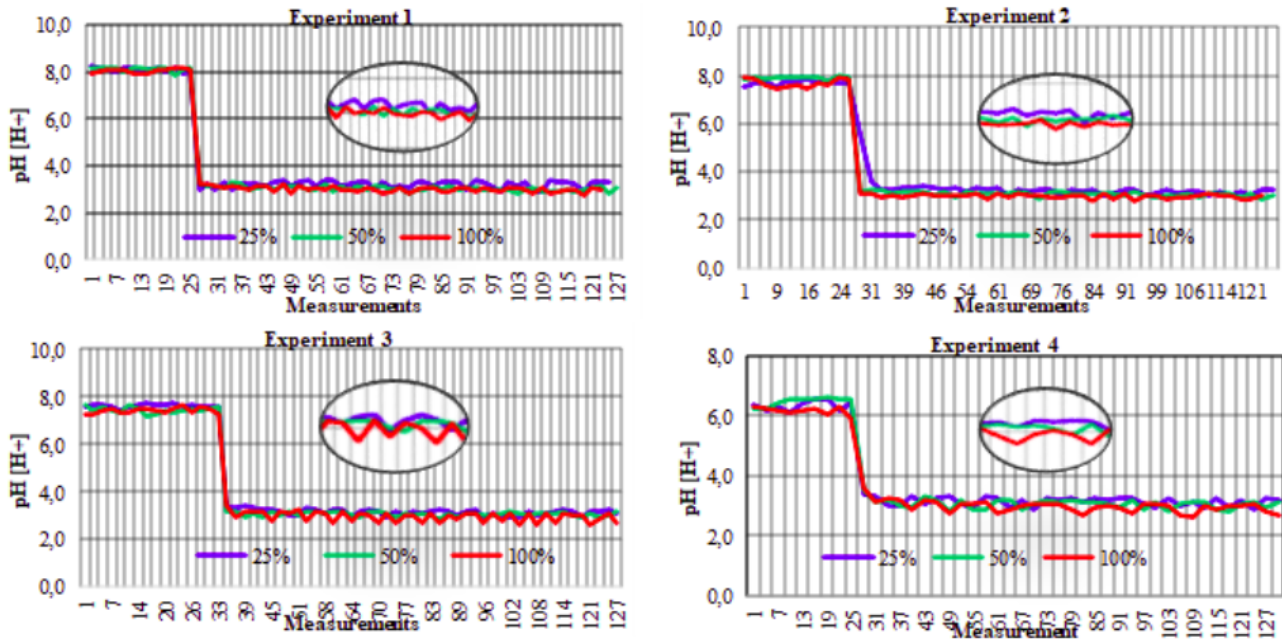 Experiment 1
10,0
8,0
6,0
4,0
2,0
0,0
pH [H+]
25% 50% 100%
1 7 13 19 25 31 37 43 49 55 61 67 73 79 85 91 97 103 109 115 121 127
Measurements
Experiment 2
10,0
8,0
6,0
4,0
2,0
0,0
pH [H+]
25% 50% 100%
1 9 16 24 31 39 46 54 61 69 76 84 91 99 106 114 121
Measurements
Experiment 3
10,0
8,0
6,0
4,0
2,0
0,0
pH [H+]
25% 50% 100%
1 7 14 20 26 33 39 45 51 58 64 70 77 83 89 96 102 108 114 121 127
Measurements
Experiment 4
8,0
6,0
4,0
2,0
0,0
pH [H+]
25% 50% 100%
1 7 13 19 25 31 37 43 49 55 61 67 73 79 85 91 97 103 109 115 121 127
Measurement